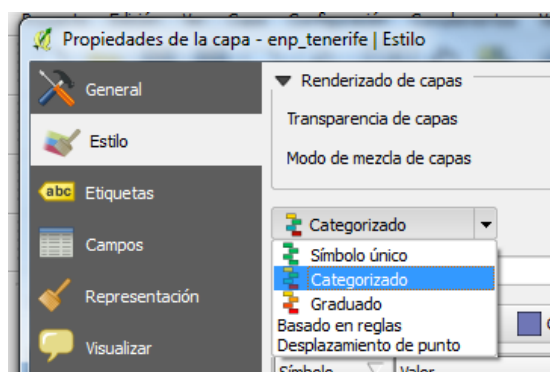 Propiedades de la capa - enp_tenerife | Estilo
General
Estilo
abc Etiquetas
Campos
Representación
Visualizar
Renderizado de capas
Transparencia de capas
Modo de mezcla de capas
Categorizado
Símbolo único
Categorizado
Graduado
Basado en reglas
Desplazamiento de punto
Símbolo Valor